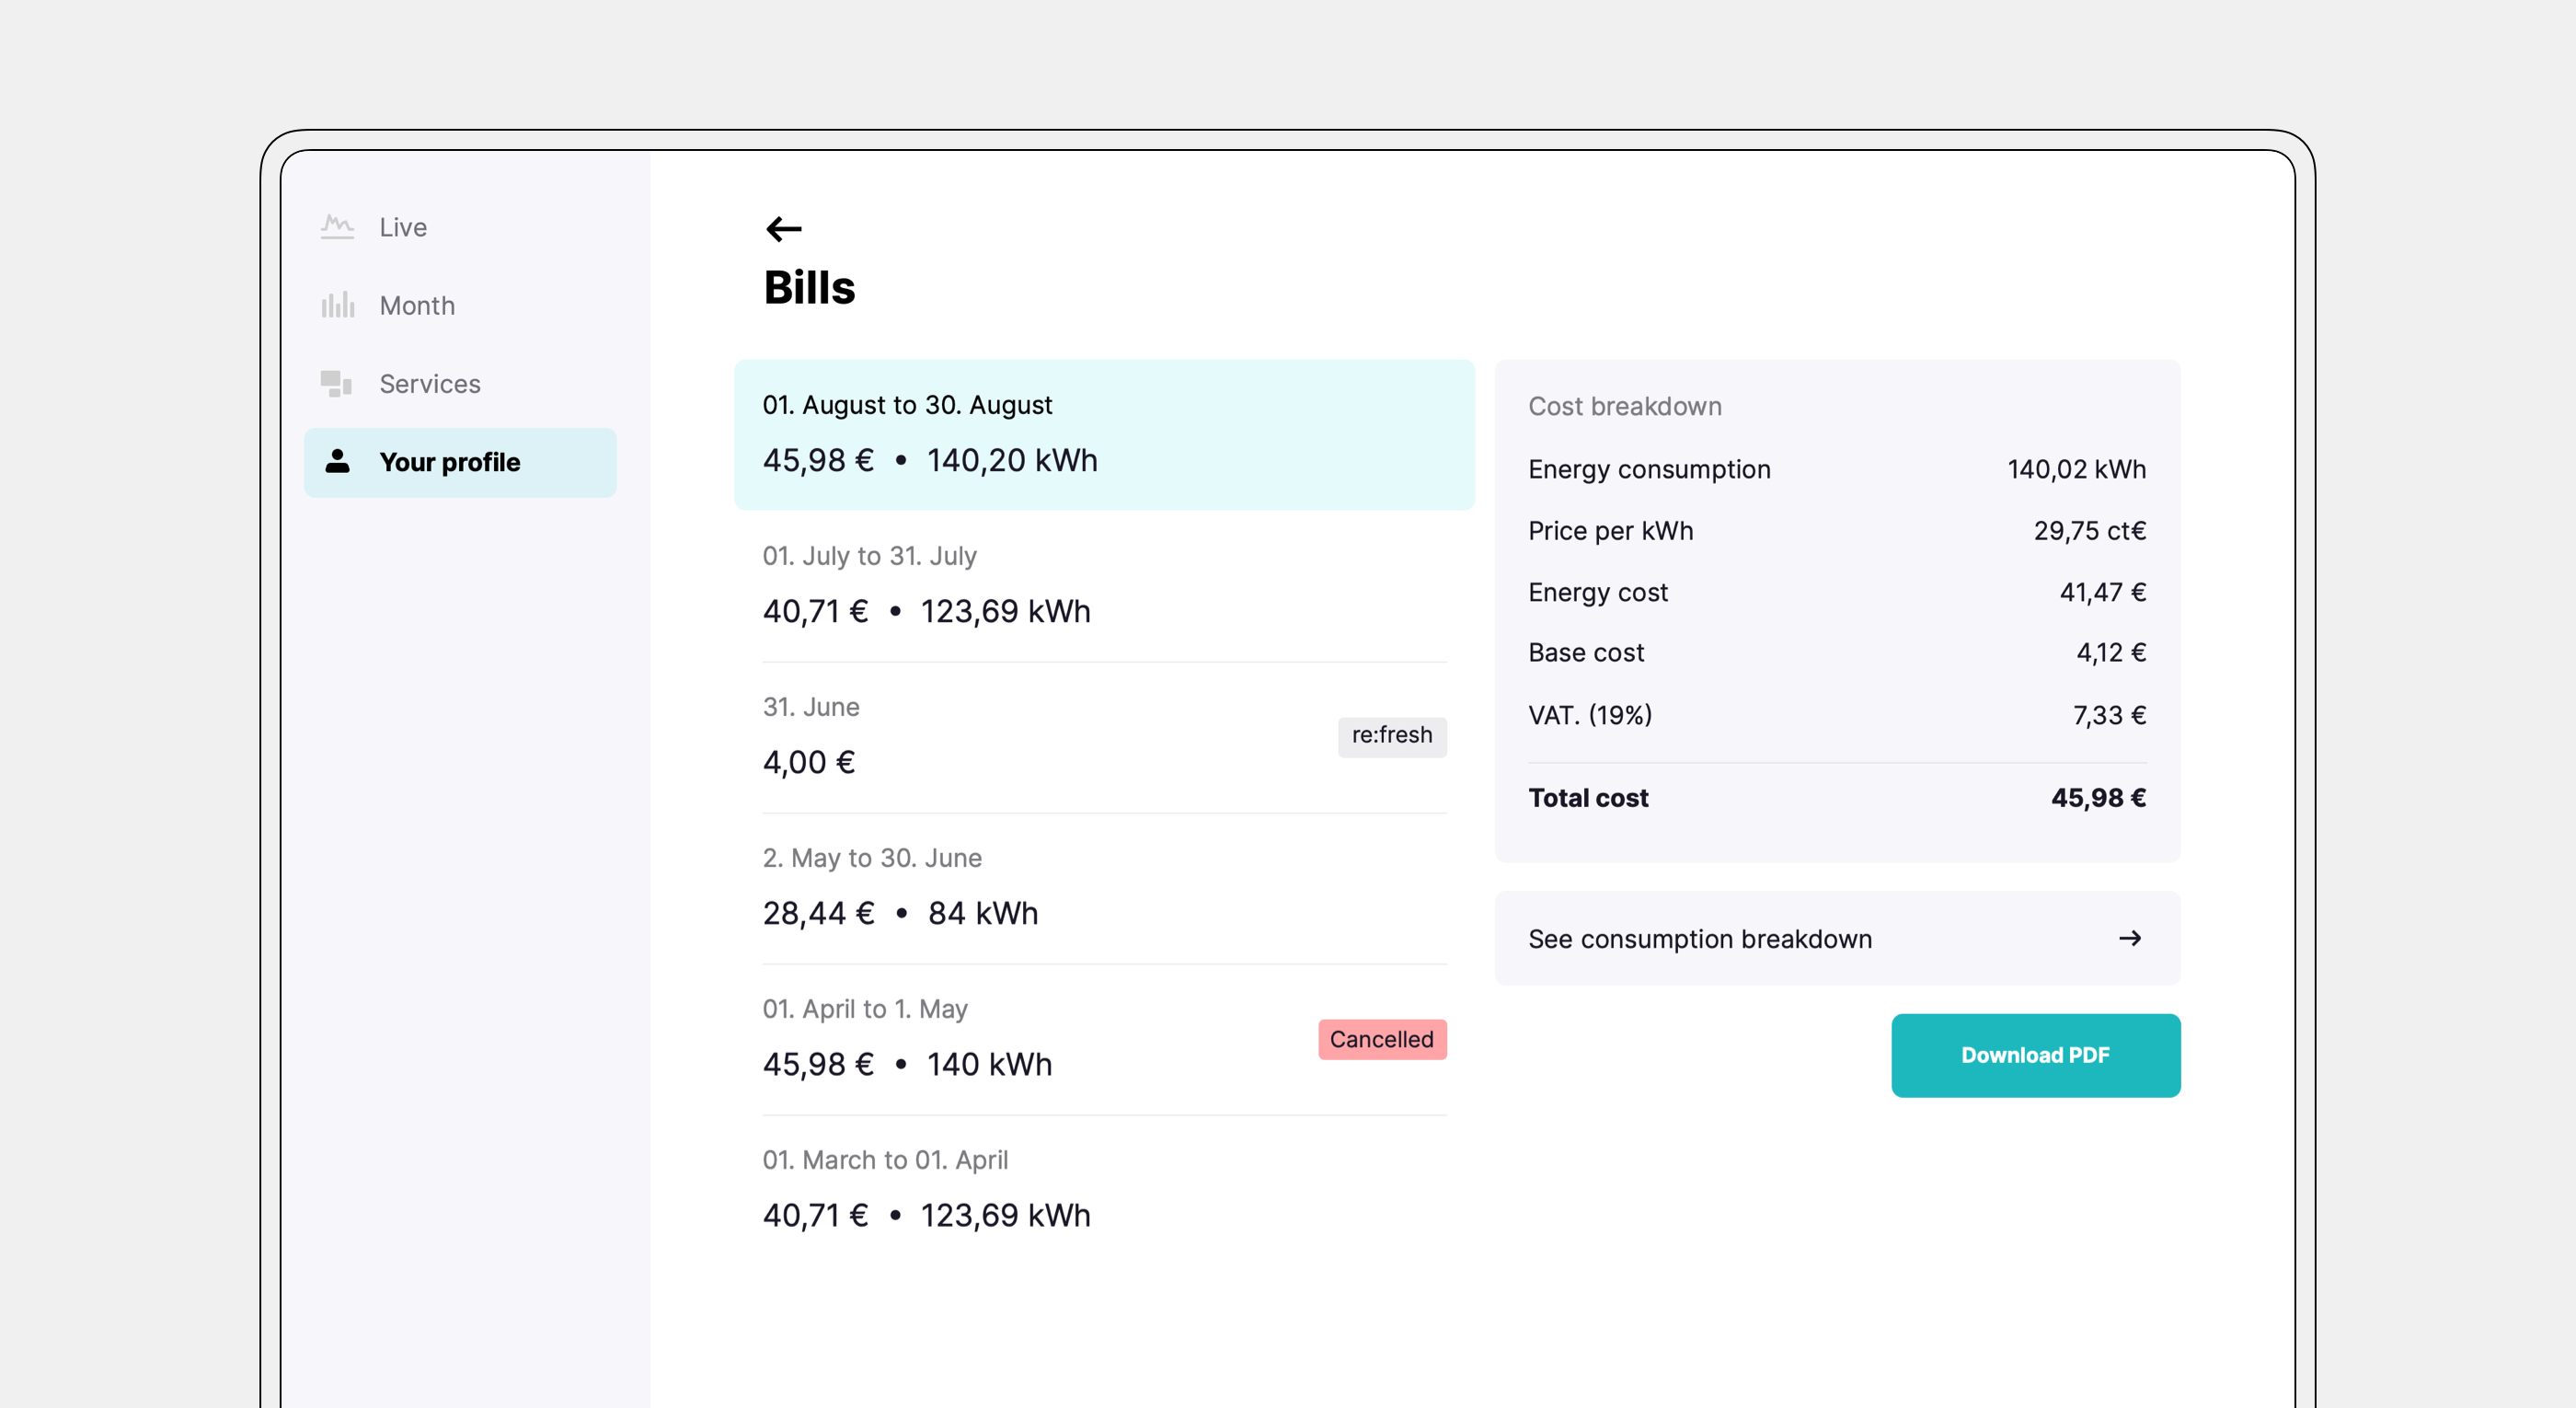 Live
Month
Services
Your profile
Bills
01. August to 30. August
45,98 € • 140,20 kWh
01. July to 31. July
40,71 € • 123,69 kWh
31. June
4,00 €
re:fresh
2. May to 30. June
28,44 € • 84 kWh
01. April to 1. May
45,98 € • 140 kWh
Cancelled
01. March to 01. April
40,71 € • 123,69 kWh
Cost breakdown
Energy consumption 140,02 kWh
Price per kWh 29,75 ct€
Energy cost 41,47 €
Base cost 4,12 €
VAT. (19%) 7,33 €
Total cost 45,98 €
See consumption breakdown
Download PDF